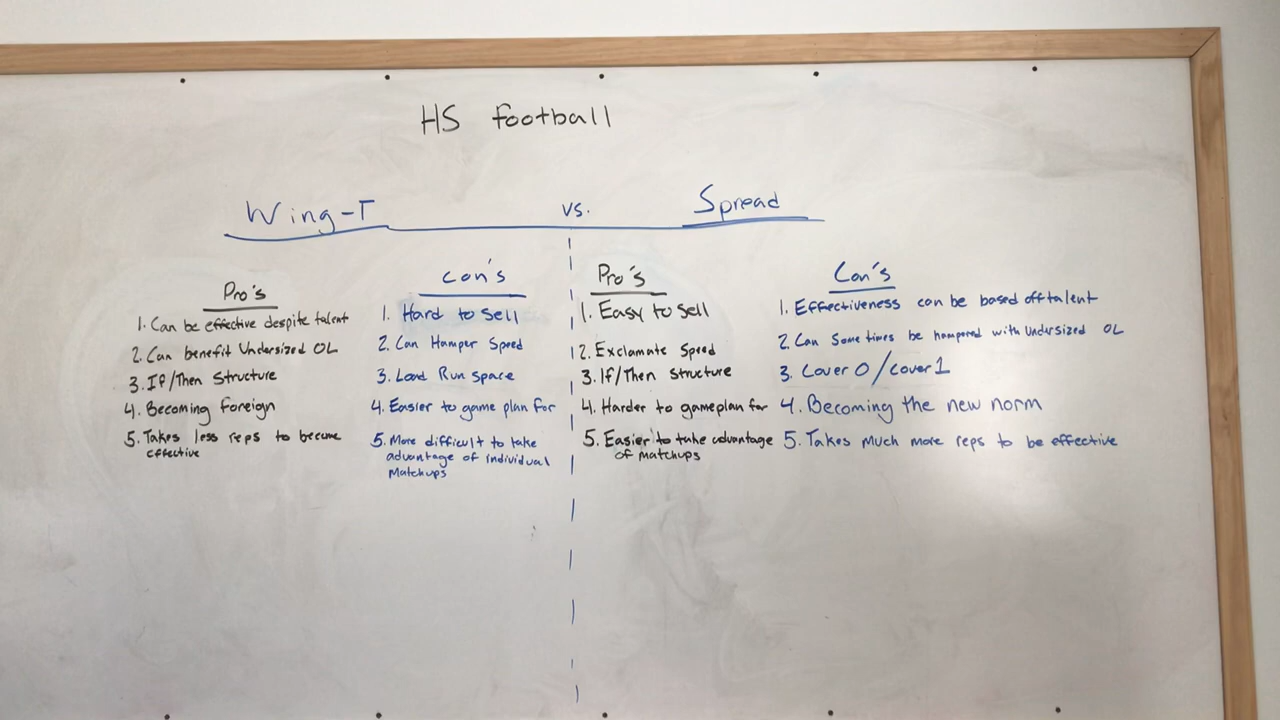 HS football
Wing-T vs. Spread
Pro's
1. Can be effective despite talent
2. Can benefit Undersized OL
3. If/Then Structure
4. Becoming foreign
5. Takes less reps to become
effective
Con's
1. Hard to Sell
2. Can Hamper Speed
3. Load Run Space
4. Easier to game plan for
5. More difficult to take
advantage of individual
Matchups
Pro's
1. Easy to Sell
2. Exclamate Speed
3. If/Then Structure
4. Harder to gameplan for
5. Easier to take advantage
of matchups
Con's
1. Effectiveness can be based off talent
2. Can Some times be hampered with Undersized OL
3. Cover 0 / Cover 1
4. Becoming the new norm
5. Takes much more reps to be effective